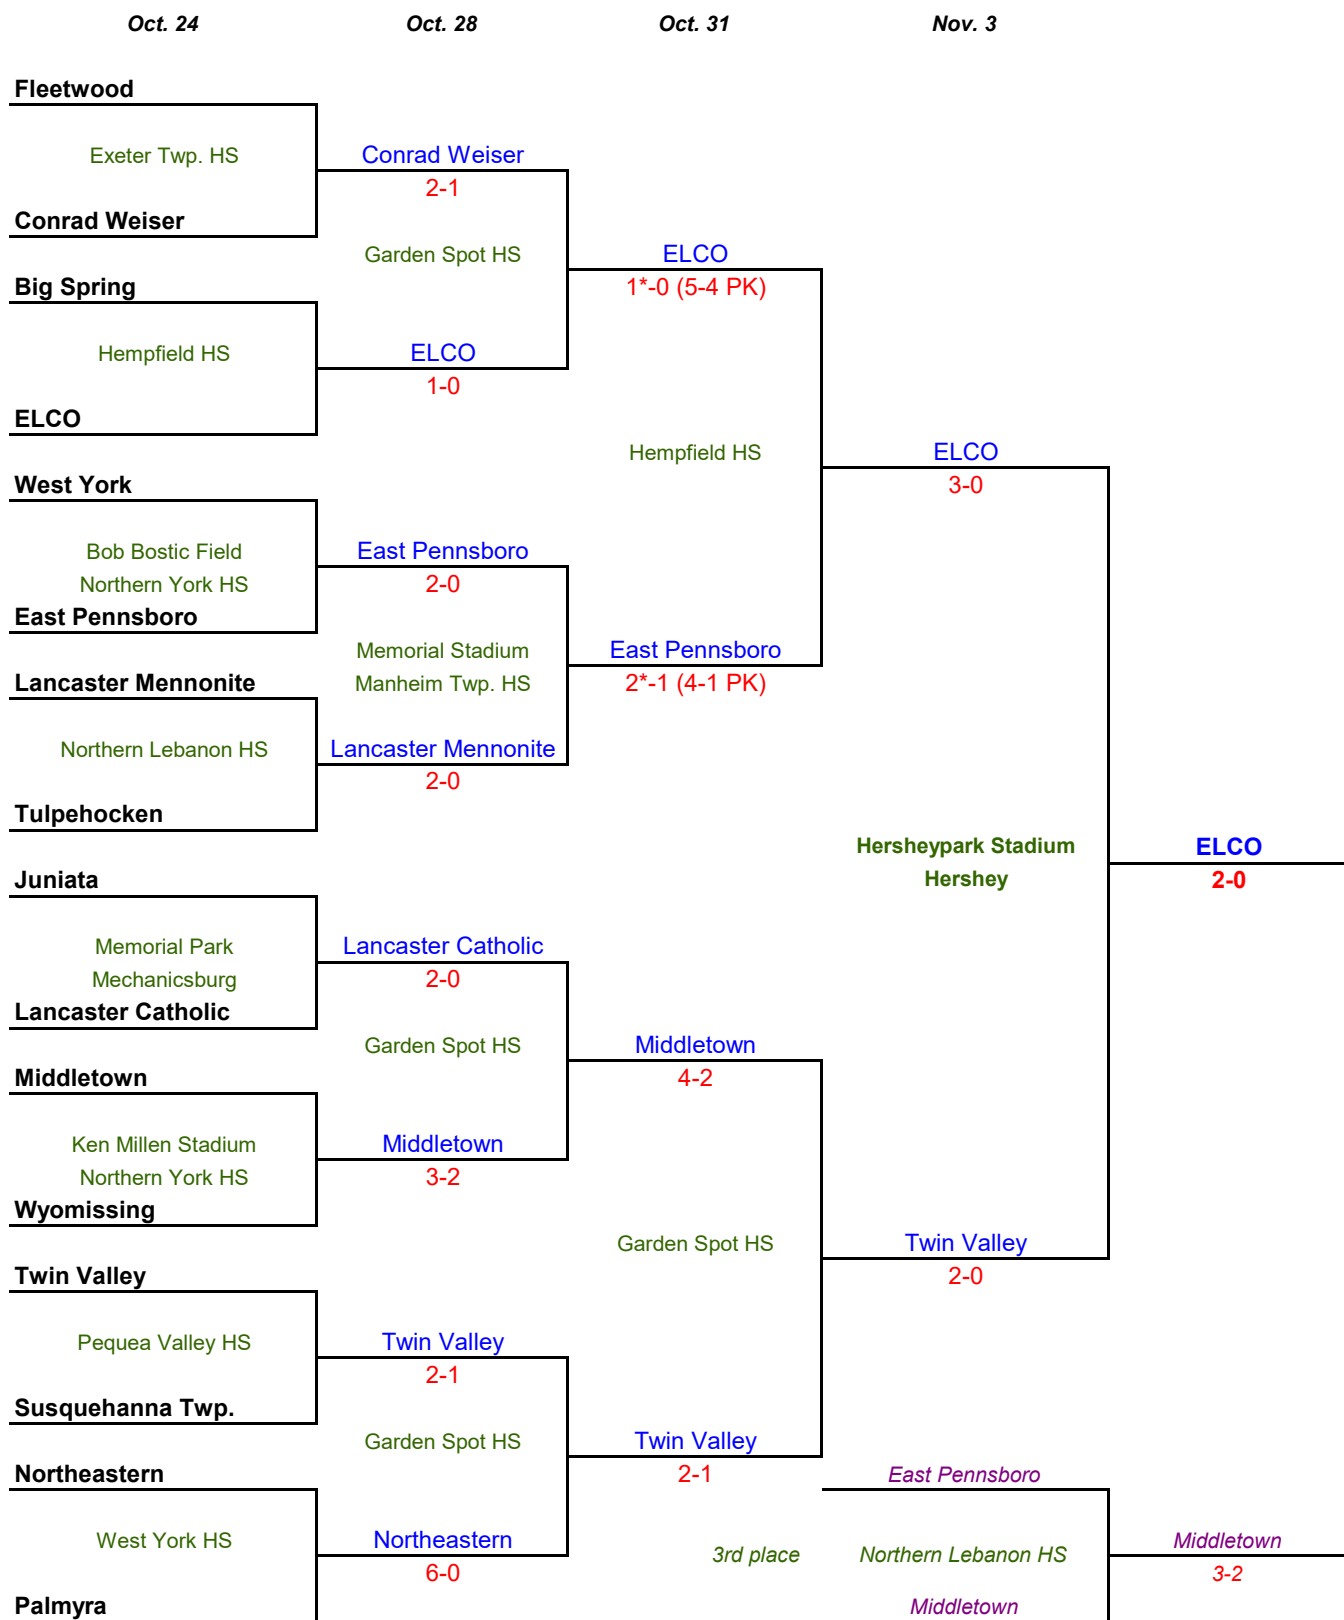 Oct. 24 Oct. 28 Oct. 31 Nov. 3
Fleetwood
Exeter Twp. HS Conrad Weiser
2-1
Conrad Weiser
Garden Spot HS ELCO
Big Spring 1*-0 (5-4 PK)
Hempfield HS ELCO
1-0
ELCO
Hempfield HS ELCO
West York 3-0
Bob Bostic Field East Pennsboro
Northern York HS 2-0
East Pennsboro
Memorial Stadium East Pennsboro
Lancaster Mennonite Manheim Twp. HS 2*-1 (4-1 PK)
Northern Lebanon HS Lancaster Mennonite
2-0
Tulpehocken
Hersheypark Stadium ELCO
Juniata Hershey 2-0
Memorial Park Lancaster Catholic
Mechanicsburg 2-0
Lancaster Catholic
Garden Spot HS Middletown
Middletown 4-2
Ken Millen Stadium Middletown
Northern York HS 3-2
Wyomissing
Garden Spot HS Twin Valley
Twin Valley 2-0
Pequea Valley HS Twin Valley
2-1
Susquehanna Twp.
Garden Spot HS Twin Valley
Northeastern 2-1 East Pennsboro
West York HS Northeastern 3rd place Northern Lebanon HS Middletown
6-0 3-2
Palmyra Middletown